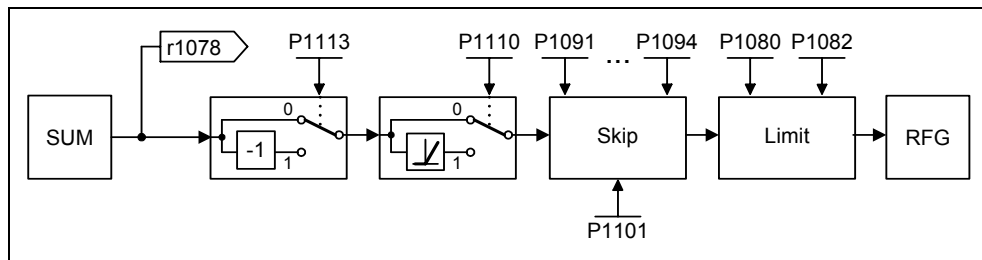 r1078
P1113
P1110
P1091
...
P1094
P1080
P1082
SUM
0
-1
1
0
1
Skip
Limit
RFG
P1101